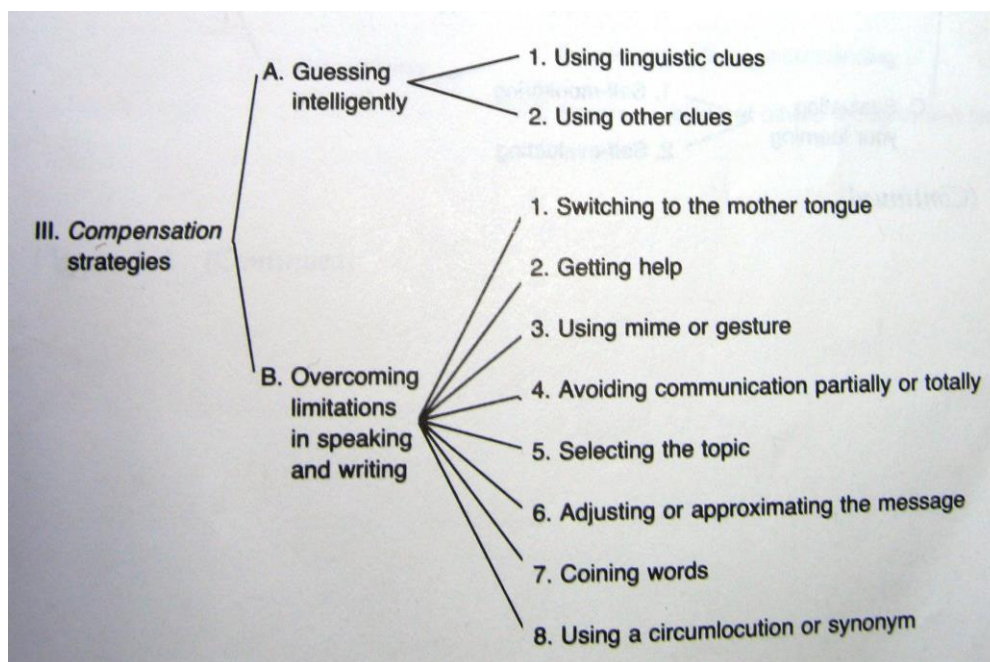 A. Guessing
intelligently
1. Using linguistic clues
2. Using other clues
III. Compensation
strategies
B. Overcoming
limitations
in speaking
and writing
1. Switching to the mother tongue
2. Getting help
3. Using mime or gesture
4. Avoiding communication partially or totally
5. Selecting the topic
6. Adjusting or approximating the message
7. Coining words
8. Using a circumlocution or synonym